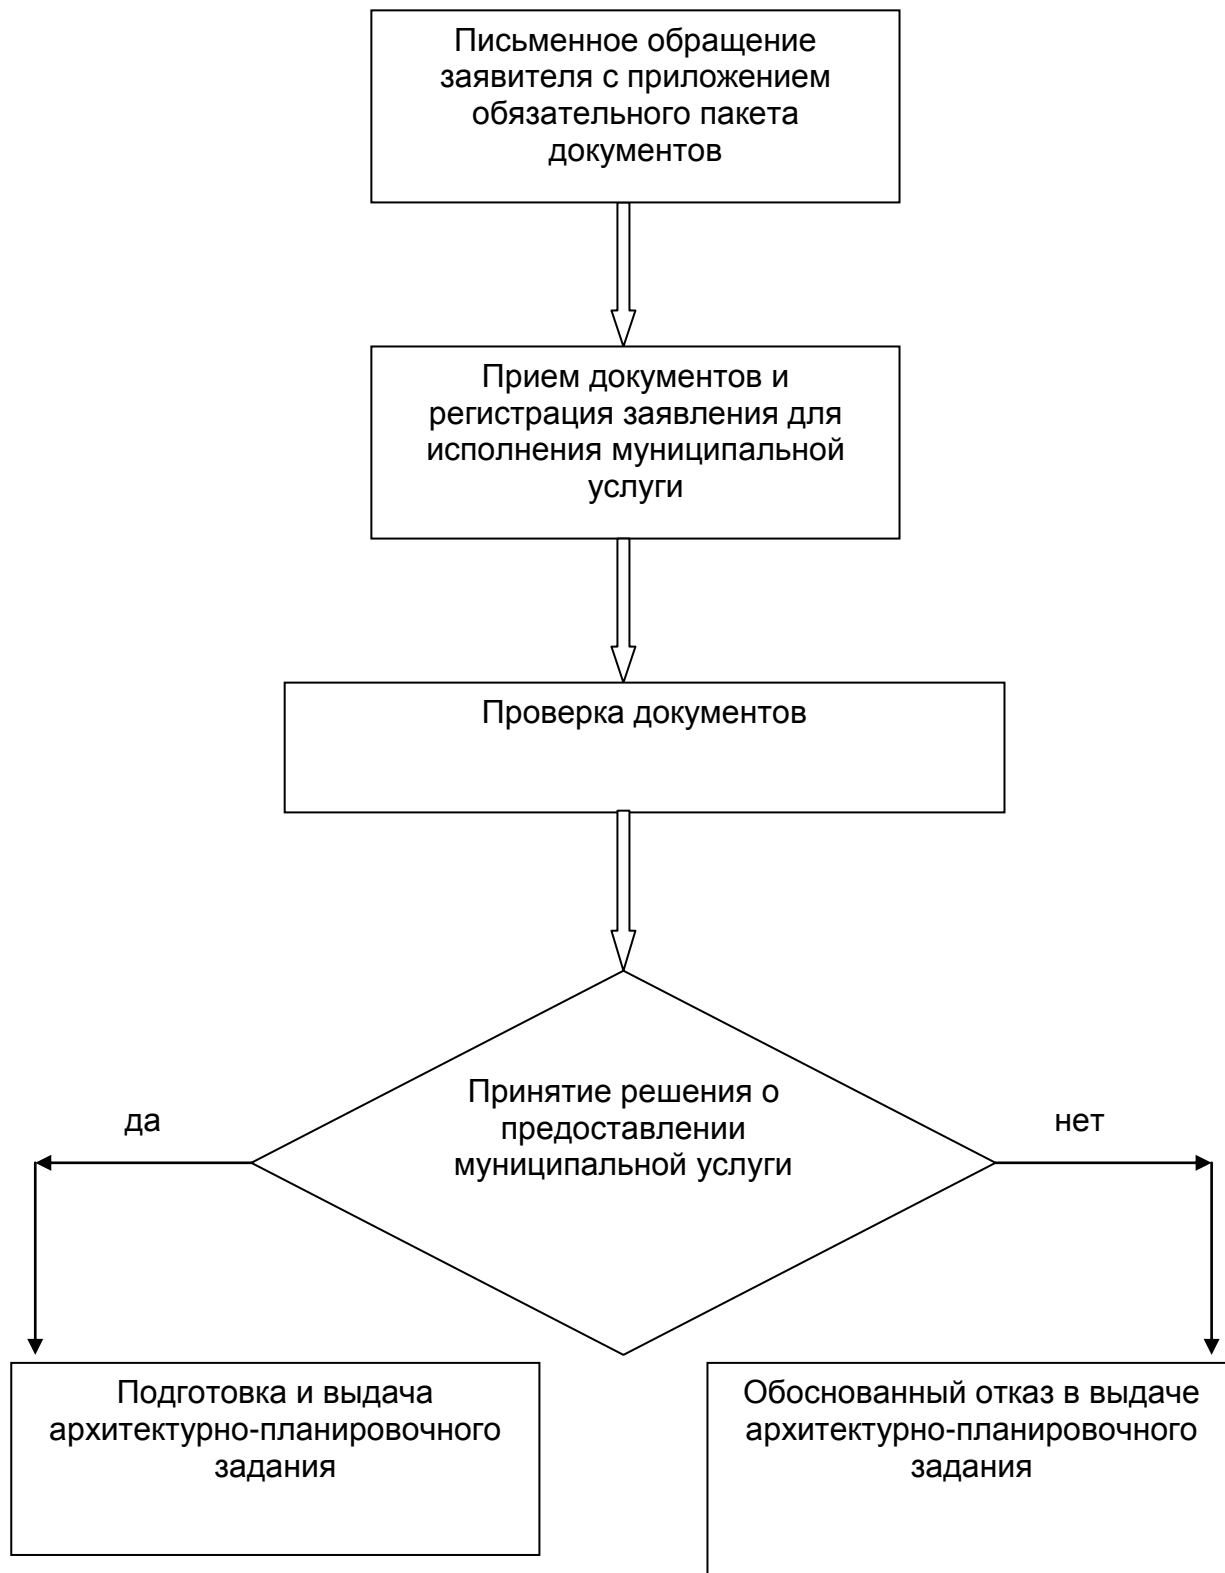 Письменное обращение
заявителя с приложением
обязательного пакета
документов
Прием документов и
регистрация заявления для
исполнения муниципальной
услуги
Проверка документов
Принятие решения о
предоставлении
муниципальной услуги
да
нет
Подготовка и выдача
архитектурно-планировочного
задания
Обоснованный отказ в выдаче
архитектурно-планировочного
задания